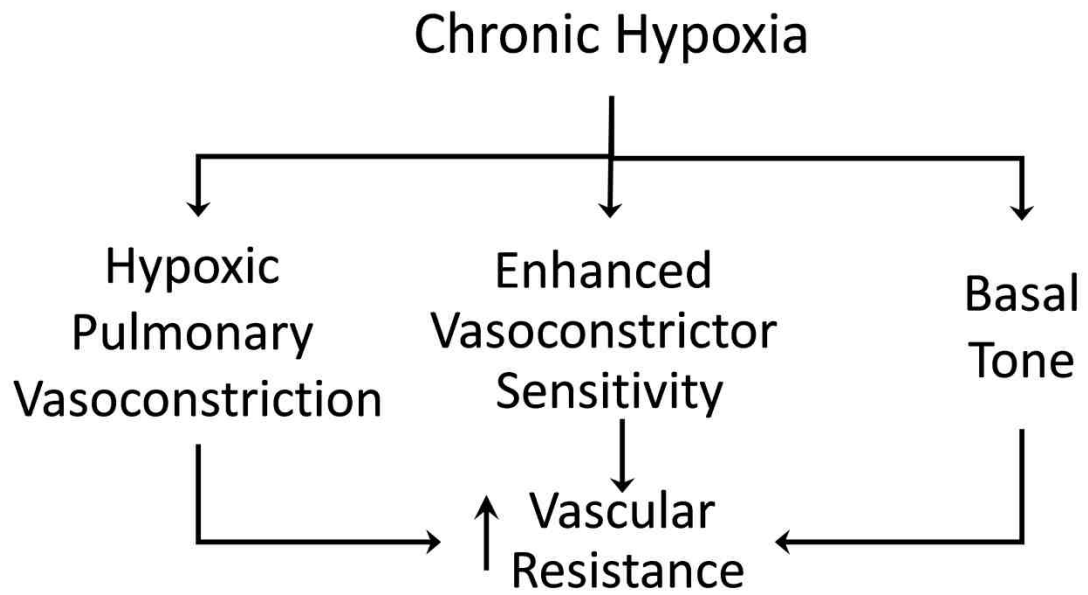 Chronic Hypoxia
Hypoxic
Pulmonary
Vasoconstriction
Enhanced
Vasoconstrictor
Sensitivity
Basal
Tone
Vascular
Resistance